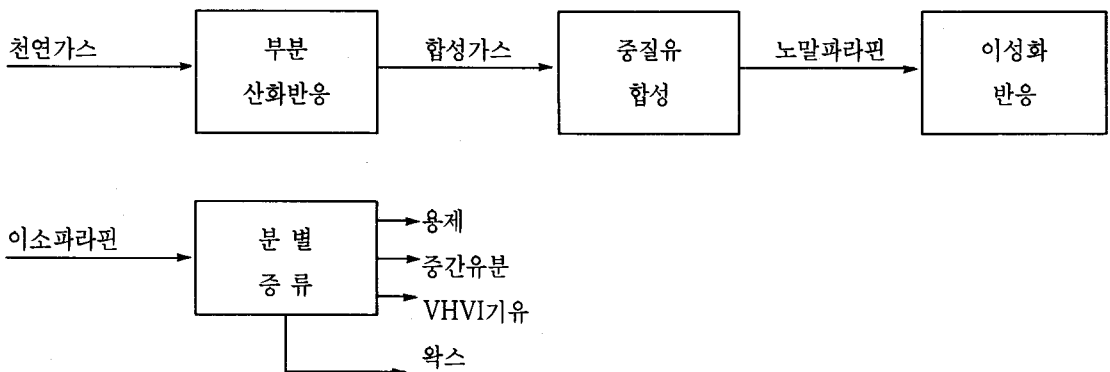 천연가스
부분
산화반응
합성가스
중질유
합성
노말파라핀
이성화
반응
이소파라핀
분 별
증 류
용제
중간유분
VHVI기유
왁스